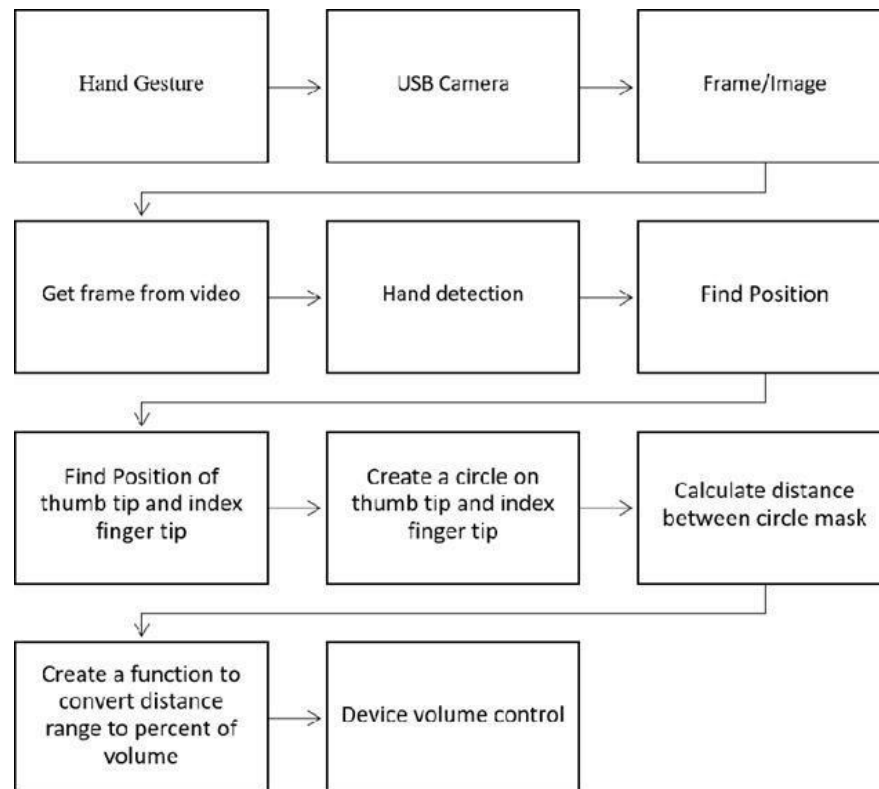 Hand Gesture
USB Camera
Frame/Image
Get frame from video
Hand detection
Find Position
Find Position of
thumb tip and index
finger tip
Create a circle on
thumb tip and index
finger tip
Calculate distance
between circle mask
Create a function to
convert distance
range to percent of
volume
Device volume control